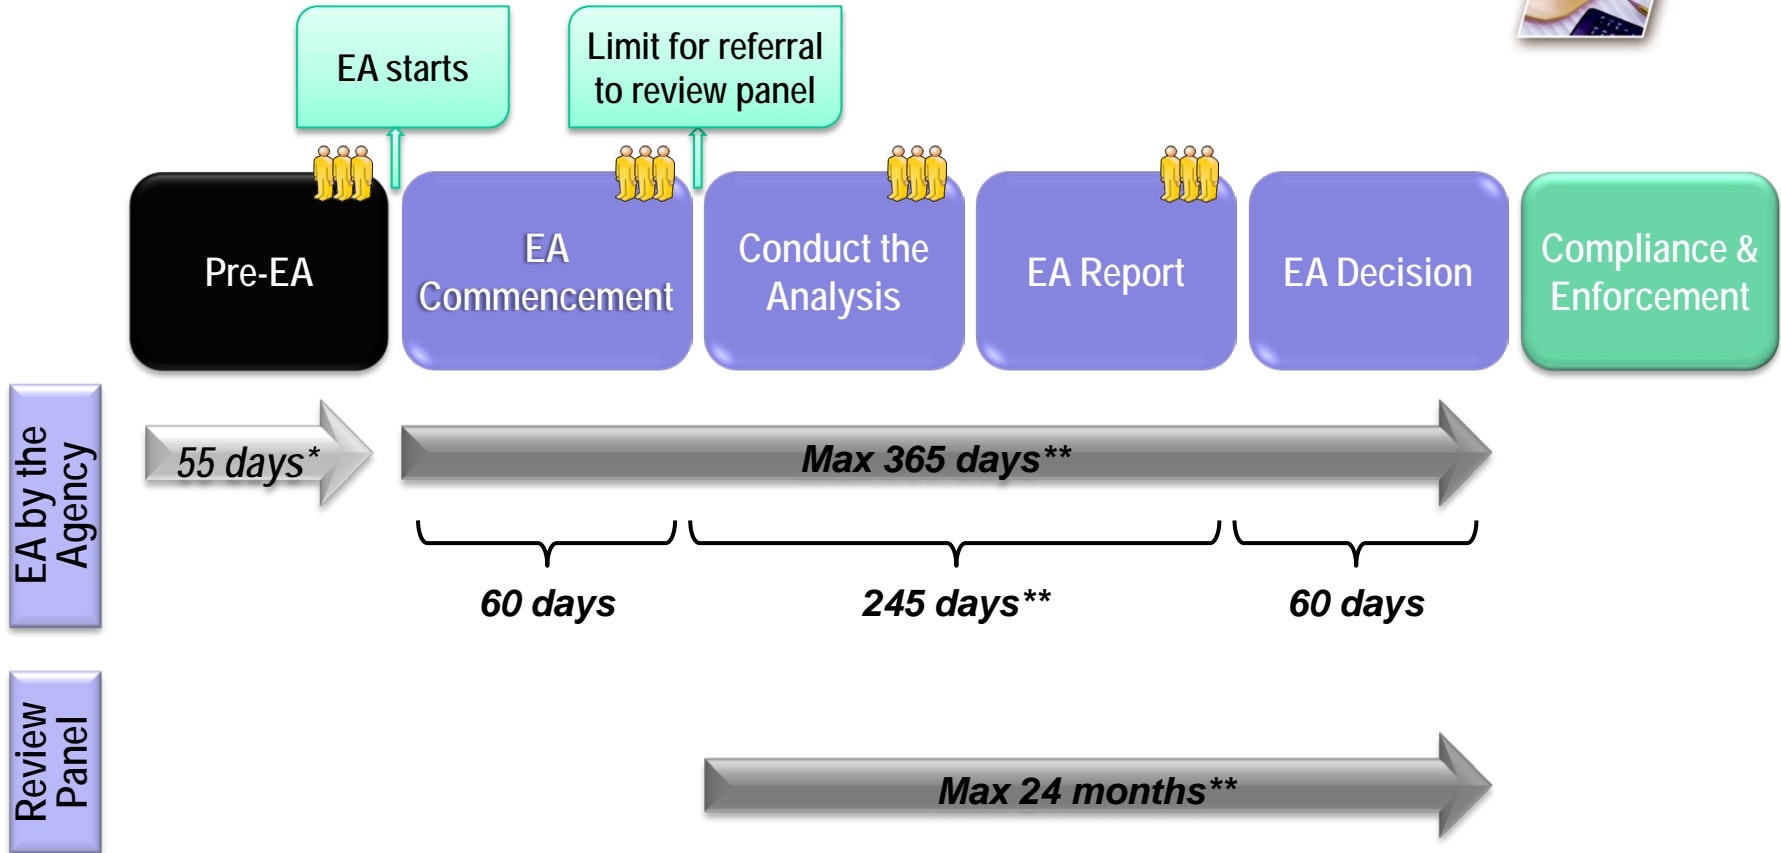 EA starts
Limit for referral
to review panel
Pre-EA
EA
Commencement
Conduct the
Analysis
EA Report
EA Decision
Compliance &
Enforcement
EA by the
Agency
55 days*
Max 365 days**
60 days
245 days**
60 days
Review
Panel
Max 24 months**